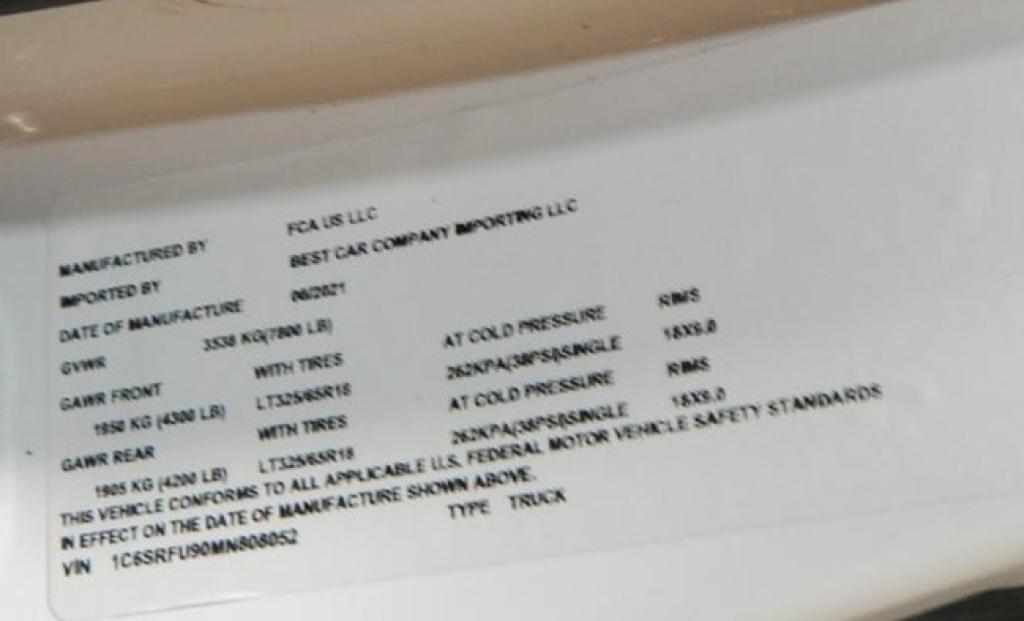 MANUFACTURED BY FCA US LLC
IMPORTED BY BEST CAR COMPANY IMPORTING LLC
DATE OF MANUFACTURE 06/2021
GVWR 3538 KG(7800 LB)
GAWR FRONT WITH TIRES AT COLD PRESSURE RIMS
1950 KG (4300 LB) LT325/65R18 262KPA(38PSI)SINGLE 18X9.0
GAWR REAR WITH TIRES AT COLD PRESSURE RIMS
1905 KG (4200 LB) LT325/65R18 262KPA(38PSI)SINGLE 18X9.0
THIS VEHICLE CONFORMS TO ALL APPLICABLE U.S. FEDERAL MOTOR VEHICLE SAFETY STANDARDS
IN EFFECT ON THE DATE OF MANUFACTURE SHOWN ABOVE.
VIN 1C6SRFU90MN808052 TYPE TRUCK